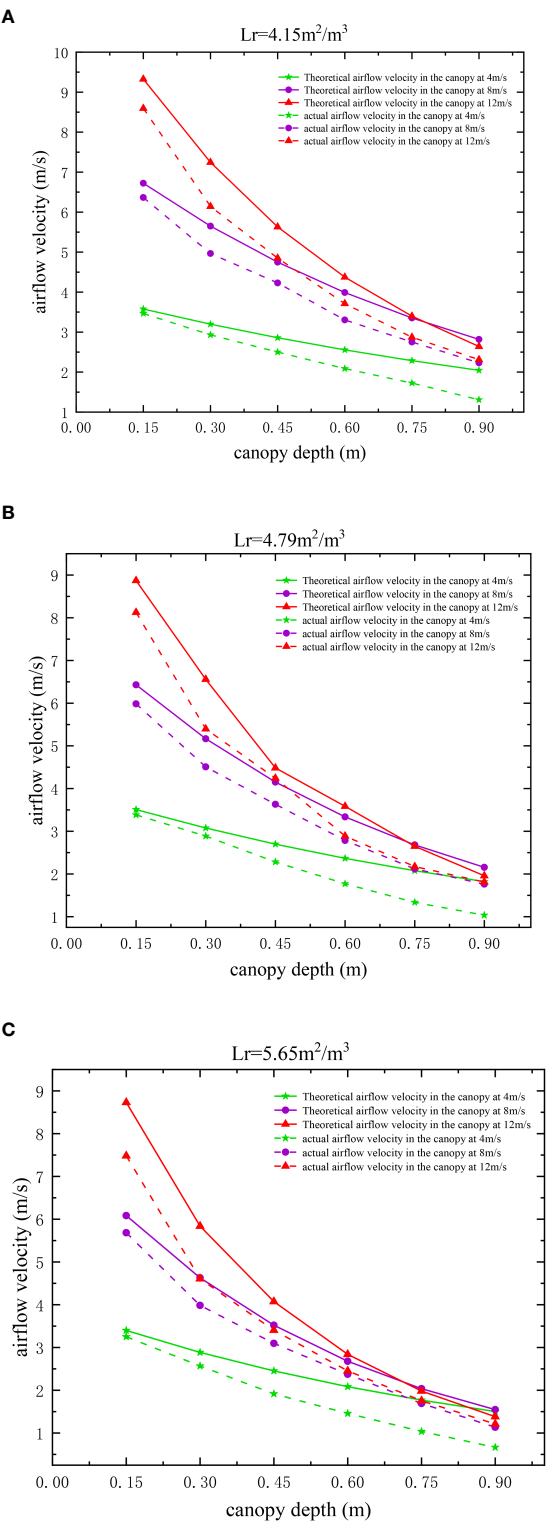 A
Lr=4.15m²/m³
Theoretical airflow velocity in the canopy at 4m/s
Theoretical airflow velocity in the canopy at 8m/s
Theoretical airflow velocity in the canopy at 12m/s
actual airflow velocity in the canopy at 4m/s
actual airflow velocity in the canopy at 8m/s
actual airflow velocity in the canopy at 12m/s
airflow velocity (m/s)
10
9
8
7
6
5
4
3
2
1
0.00 0.15 0.30 0.45 0.60 0.75 0.90
canopy depth (m)
B
Lr=4.79m²/m³
Theoretical airflow velocity in the canopy at 4m/s
Theoretical airflow velocity in the canopy at 8m/s
Theoretical airflow velocity in the canopy at 12m/s
actual airflow velocity in the canopy at 4m/s
actual airflow velocity in the canopy at 8m/s
actual airflow velocity in the canopy at 12m/s
airflow velocity (m/s)
9
8
7
6
5
4
3
2
1
0.00 0.15 0.30 0.45 0.60 0.75 0.90
canopy depth (m)
C
Lr=5.65m²/m³
Theoretical airflow velocity in the canopy at 4m/s
Theoretical airflow velocity in the canopy at 8m/s
Theoretical airflow velocity in the canopy at 12m/s
actual airflow velocity in the canopy at 4m/s
actual airflow velocity in the canopy at 8m/s
actual airflow velocity in the canopy at 12m/s
airflow velocity (m/s)
9
8
7
6
5
4
3
2
1
0.00 0.15 0.30 0.45 0.60 0.75 0.90
canopy depth (m)